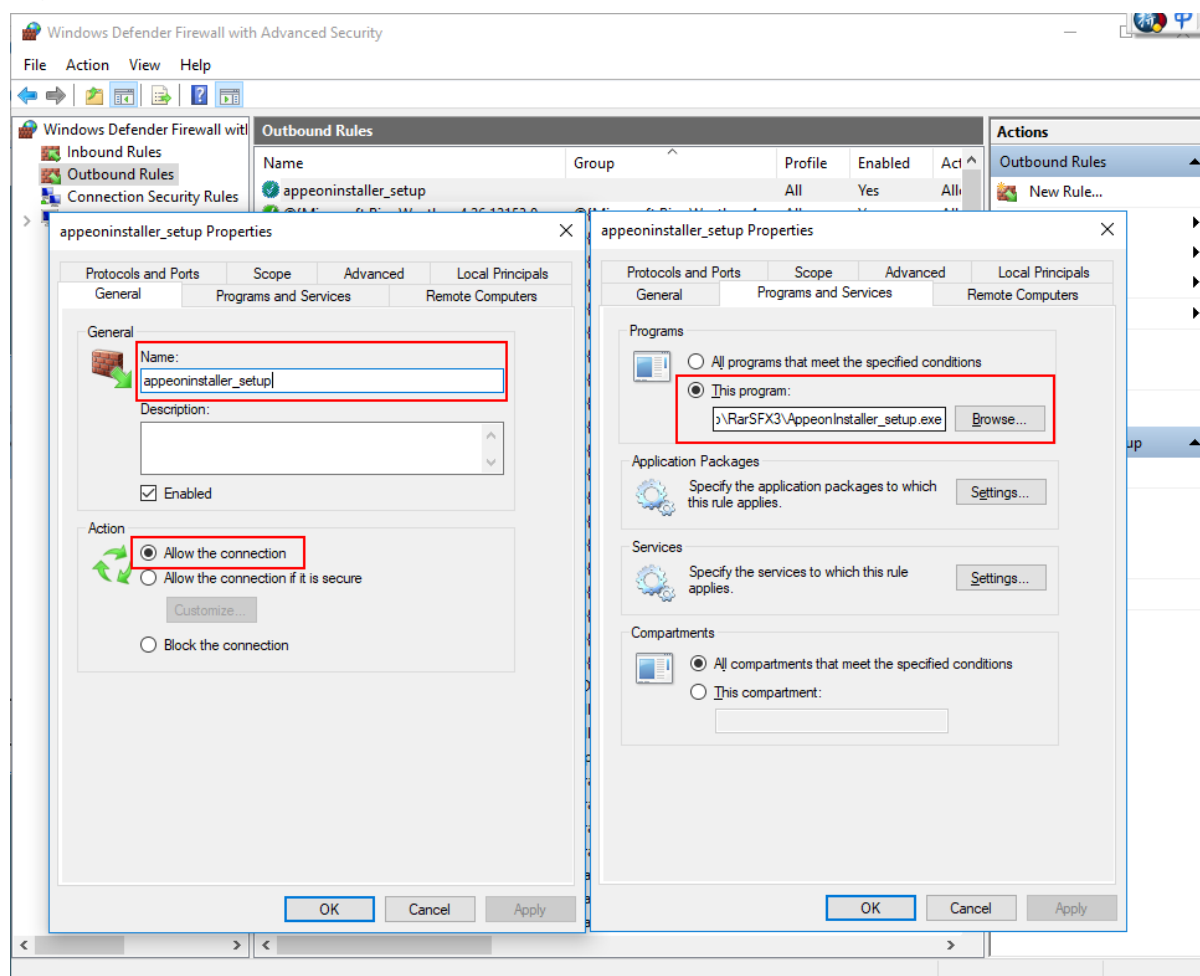 Windows Defender Firewall with Advanced Security
中
File Action View Help
Windows Defender Firewall witl
Inbound Rules
Outbound Rules
Connection Security Rules
Outbound Rules
Name Group Profile Enabled Act
appeoninstaller_setup All Yes All
Actions
Outbound Rules
New Rule...
up
appeoninstaller_setup Properties
Protocols and Ports Scope Advanced Local Principals
General Programs and Services Remote Computers
General
Name:
appeoninstaller_setup
Description:
Enabled
Action
Allow the connection
Allow the connection if it is secure
Customize...
Block the connection
OK Cancel Apply
appeoninstaller_setup Properties
Protocols and Ports Scope Advanced Local Principals
General Programs and Services Remote Computers
Programs
All programs that meet the specified conditions
This program:
\RarSFX3\AppeonInstaller_setup.exe Browse...
Application Packages
Specify the application packages to which
this rule applies.
Settings...
Services
Specify the services to which this rule
applies.
Settings...
Compartments
All compartments that meet the specified conditions
This compartment:
OK Cancel Apply